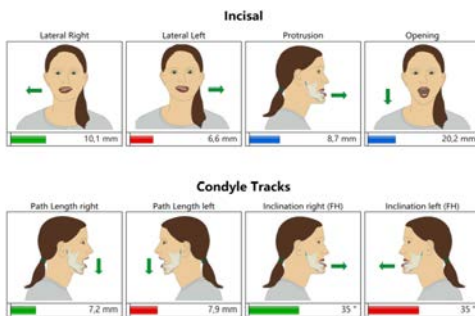 Incisal
Lateral Right
Lateral Left
Protrusion
Opening
10,1 mm
6,6 mm
8,7 mm
20,2 mm
Condyle Tracks
Path Length right
Path Length left
Inclination right (FH)
Inclination left (FH)
7,2 mm
7,9 mm
35 °
35 °